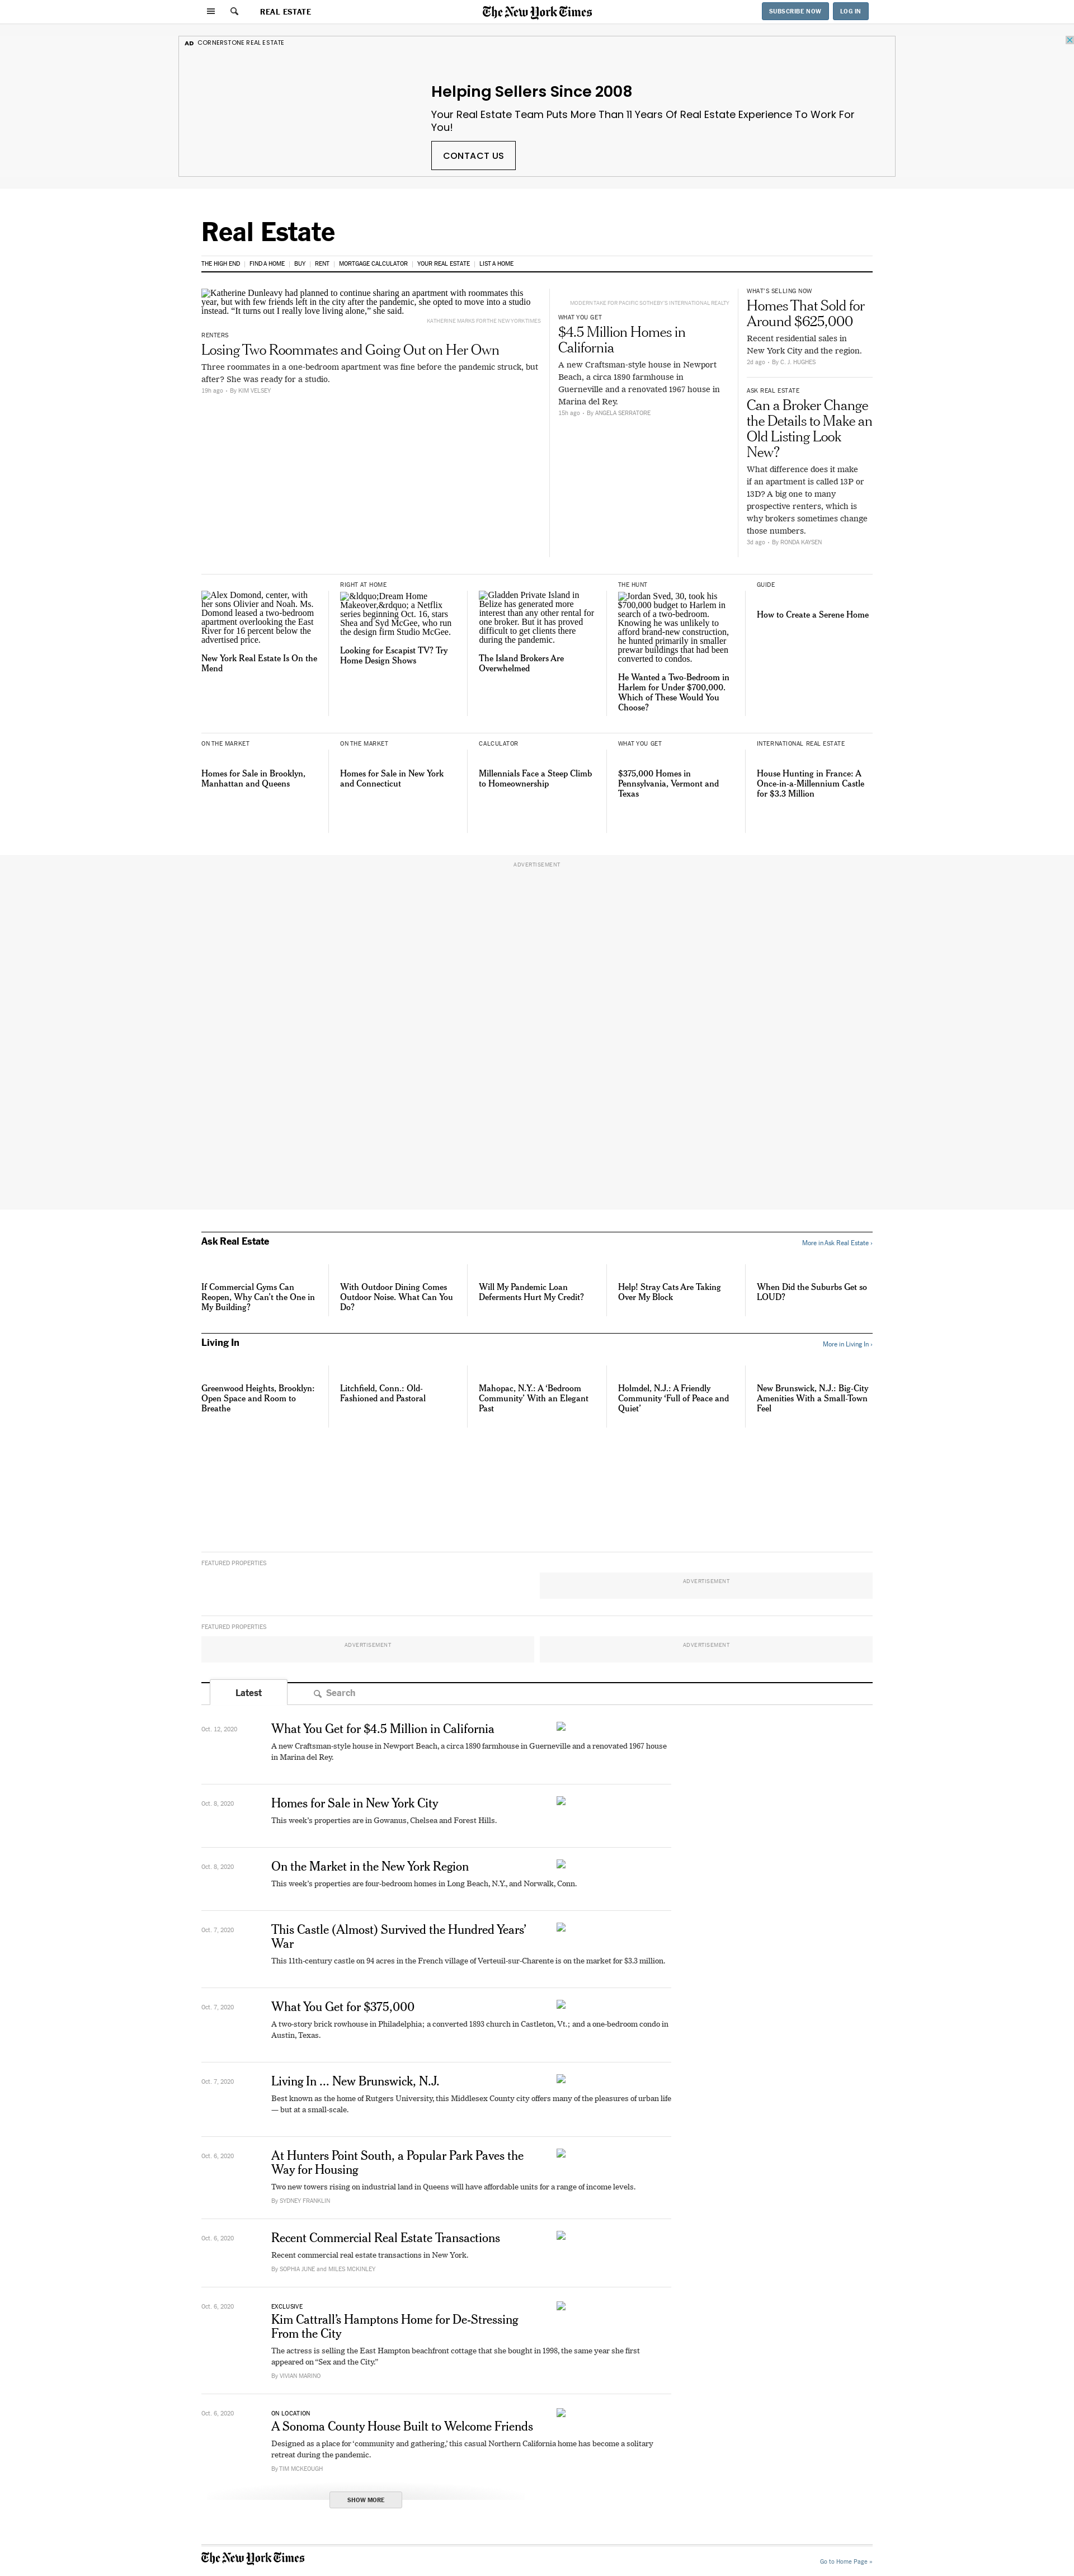 REAL ESTATE
The New York Times
SUBSCRIBE NOW
LOG IN
AD CORNERSTONE REAL ESTATE
Helping Sellers Since 2008
Your Real Estate Team Puts More Than 11 Years Of Real Estate Experience To Work For
You!
CONTACT US
Real Estate
THE HIGH END | FIND A HOME | BUY | RENT | MORTGAGE CALCULATOR | YOUR REAL ESTATE | LIST A HOME
Katherine Dunleavy had planned to continue sharing an apartment with roommates this
year, but with few friends left in the city after the pandemic, she opted to move into a studio
instead. “It turns out I really love living alone,” she said.
KATHERINE MARKS FOR THE NEW YORK TIMES
RENTERS
Losing Two Roommates and Going Out on Her Own
Three roommates in a one-bedroom apartment was fine before the pandemic struck, but
after? She was ready for a studio.
19h ago • By KIM VELSEY
MODERN TAKE FOR PACIFIC SOTHEBY'S INTERNATIONAL REALTY
WHAT YOU GET
$4.5 Million Homes in
California
A new Craftsman-style house in Newport
Beach, a circa 1890 farmhouse in
Guerneville and a renovated 1967 house in
Marina del Rey.
15h ago • By ANGELA SERRATORE
WHAT'S SELLING NOW
Homes That Sold for
Around $625,000
Recent residential sales in
New York City and the region.
2d ago • By C. J. HUGHES
ASK REAL ESTATE
Can a Broker Change
the Details to Make an
Old Listing Look
New?
What difference does it make
if an apartment is called 13P or
13D? A big one to many
prospective renters, which is
why brokers sometimes change
those numbers.
3d ago • By RONDA KAYSEN
Alex Domond, center, with
her sons Olivier and Noah. Ms.
Domond leased a two-bedroom
apartment overlooking the East
River for 16 percent below the
advertised price.
New York Real Estate Is On the
Mend
RIGHT AT HOME
&ldquo;Dream Home
Makeover,&rdquo; a Netflix
series beginning Oct. 16, stars
Shea and Syd McGee, who run
the design firm Studio McGee.
Looking for Escapist TV? Try
Home Design Shows
Gladden Private Island in
Belize has generated more
interest than any other rental for
one broker. But it has proved
difficult to get clients there
during the pandemic.
The Island Brokers Are
Overwhelmed
THE HUNT
Jordan Sved, 30, took his
$700,000 budget to Harlem in
search of a two-bedroom.
Knowing he was unlikely to
afford brand-new construction,
he hunted primarily in smaller
prewar buildings that had been
converted to condos.
He Wanted a Two-Bedroom in
Harlem for Under $700,000.
Which of These Would You
Choose?
GUIDE
How to Create a Serene Home
ON THE MARKET
Homes for Sale in Brooklyn,
Manhattan and Queens
ON THE MARKET
Homes for Sale in New York
and Connecticut
CALCULATOR
Millennials Face a Steep Climb
to Homeownership
WHAT YOU GET
$375,000 Homes in
Pennsylvania, Vermont and
Texas
INTERNATIONAL REAL ESTATE
House Hunting in France: A
Once-in-a-Millennium Castle
for $3.3 Million
ADVERTISEMENT
Ask Real Estate
More in Ask Real Estate ›
If Commercial Gyms Can
Reopen, Why Can't the One in
My Building?
With Outdoor Dining Comes
Outdoor Noise. What Can You
Do?
Will My Pandemic Loan
Deferments Hurt My Credit?
Help! Stray Cats Are Taking
Over My Block
When Did the Suburbs Get so
LOUD?
Living In
More in Living In ›
Greenwood Heights, Brooklyn:
Open Space and Room to
Breathe
Litchfield, Conn.: Old-
Fashioned and Pastoral
Mahopac, N.Y.: A ‘Bedroom
Community’ With an Elegant
Past
Holmdel, N.J.: A Friendly
Community ‘Full of Peace and
Quiet’
New Brunswick, N.J.: Big-City
Amenities With a Small-Town
Feel
FEATURED PROPERTIES
ADVERTISEMENT
FEATURED PROPERTIES
ADVERTISEMENT
ADVERTISEMENT
Latest
Search
Oct. 12, 2020
What You Get for $4.5 Million in California
A new Craftsman-style house in Newport Beach, a circa 1890 farmhouse in Guerneville and a renovated 1967 house
in Marina del Rey.
Oct. 8, 2020
Homes for Sale in New York City
This week's properties are in Gowanus, Chelsea and Forest Hills.
Oct. 8, 2020
On the Market in the New York Region
This week's properties are four-bedroom homes in Long Beach, N.Y., and Norwalk, Conn.
Oct. 7, 2020
This Castle (Almost) Survived the Hundred Years’
War
This 11th-century castle on 94 acres in the French village of Verteuil-sur-Charente is on the market for $3.3 million.
Oct. 7, 2020
What You Get for $375,000
A two-story brick rowhouse in Philadelphia; a converted 1893 church in Castleton, Vt.; and a one-bedroom condo in
Austin, Texas.
Oct. 7, 2020
Living In ... New Brunswick, N.J.
Best known as the home of Rutgers University, this Middlesex County city offers many of the pleasures of urban life
— but at a small-scale.
Oct. 6, 2020
At Hunters Point South, a Popular Park Paves the
Way for Housing
Two new towers rising on industrial land in Queens will have affordable units for a range of income levels.
By SYDNEY FRANKLIN
Oct. 6, 2020
Recent Commercial Real Estate Transactions
Recent commercial real estate transactions in New York.
By SOPHIA JUNE and MILES MCKINLEY
Oct. 6, 2020
EXCLUSIVE
Kim Cattrall’s Hamptons Home for De-Stressing
From the City
The actress is selling the East Hampton beachfront cottage that she bought in 1998, the same year she first
appeared on “Sex and the City.”
By VIVIAN MARINO
Oct. 6, 2020
ON LOCATION
A Sonoma County House Built to Welcome Friends
Designed as a place for ‘community and gathering,’ this casual Northern California home has become a solitary
retreat during the pandemic.
By TIM MCKEOUGH
SHOW MORE
The New York Times
Go to Home Page »